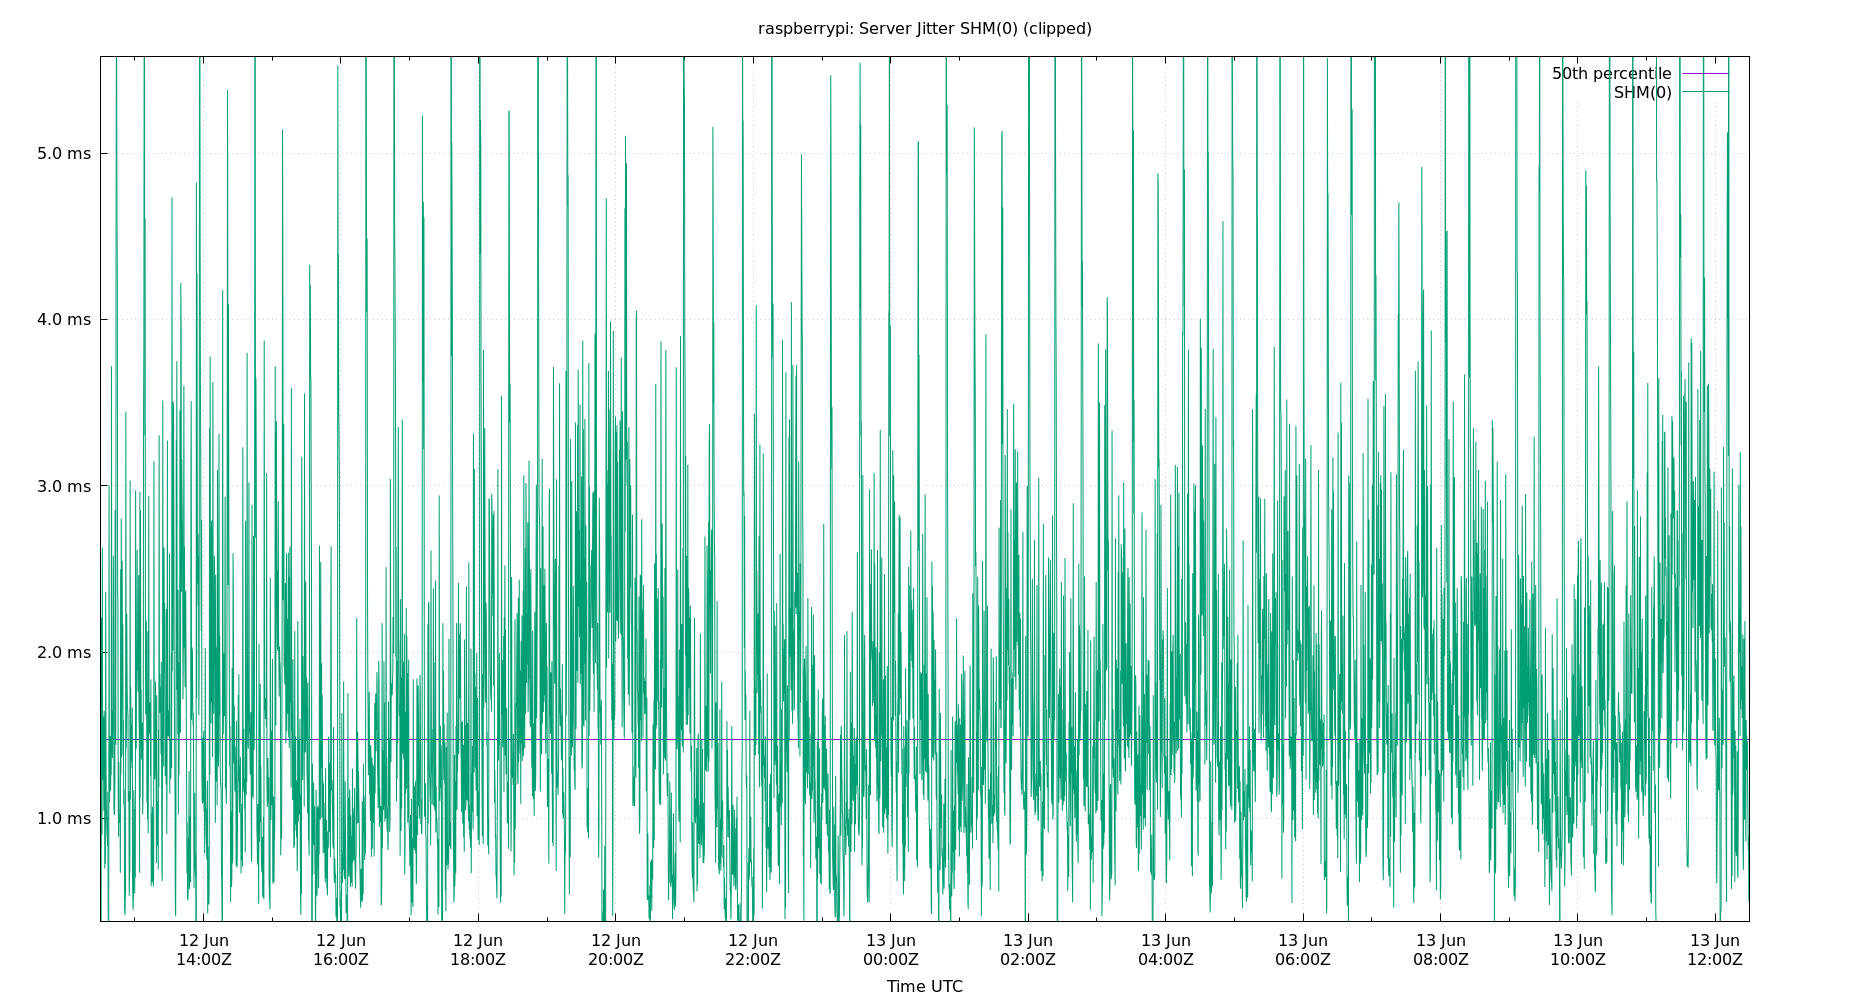 raspberrypi: Server Jitter SHM(0) (clipped)
50th percentile
SHM(0)
5.0 ms
4.0 ms
3.0 ms
2.0 ms
1.0 ms
12 Jun 12 Jun 12 Jun 12 Jun 12 Jun 13 Jun 13 Jun 13 Jun 13 Jun 13 Jun 13 Jun 13 Jun
14:00Z 16:00Z 18:00Z 20:00Z 22:00Z 00:00Z 02:00Z 04:00Z 06:00Z 08:00Z 10:00Z 12:00Z
Time UTC